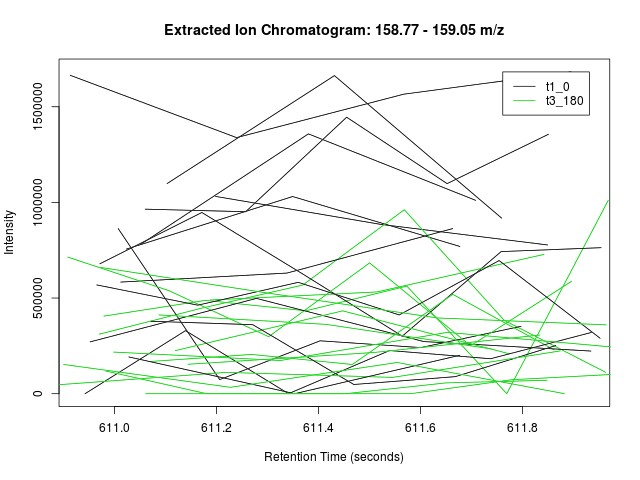 Extracted Ion Chromatogram: 158.77 - 159.05 m/z
t1_0
t3_180
Intensity
1500000
1000000
500000
0
611.0 611.2 611.4 611.6 611.8
Retention Time (seconds)